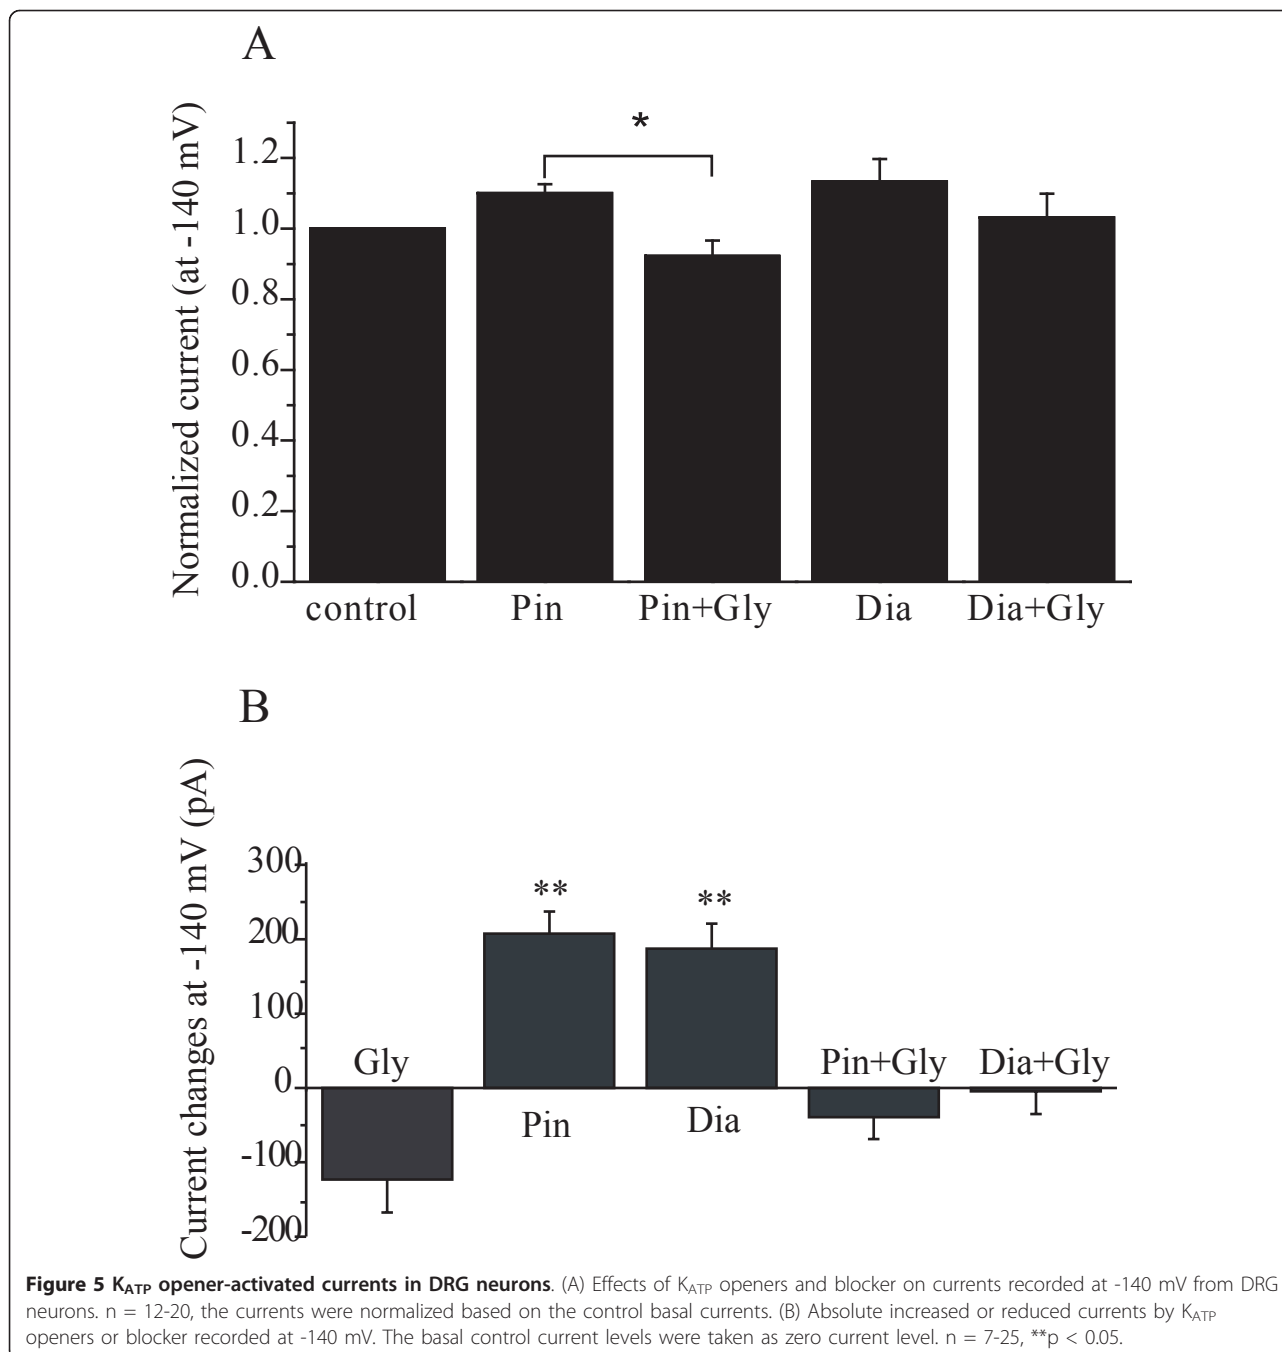 A
Normalized current (at -140 mV)
*
1.2
1.0
0.8
0.6
0.4
0.2
0.0
control Pin Pin+Gly Dia Dia+Gly
B
Current changes at -140 mV (pA)
300
200
100
0
-100
-200
** **
Gly Pin+Gly Dia+Gly
Pin Dia
Figure 5 KATP opener-activated currents in DRG neurons. (A) Effects of KATP openers and blocker on currents recorded at -140 mV from DRG
neurons. n = 12-20, the currents were normalized based on the control basal currents. (B) Absolute increased or reduced currents by KATP
openers or blocker recorded at -140 mV. The basal control current levels were taken as zero current level. n = 7-25, **p < 0.05.